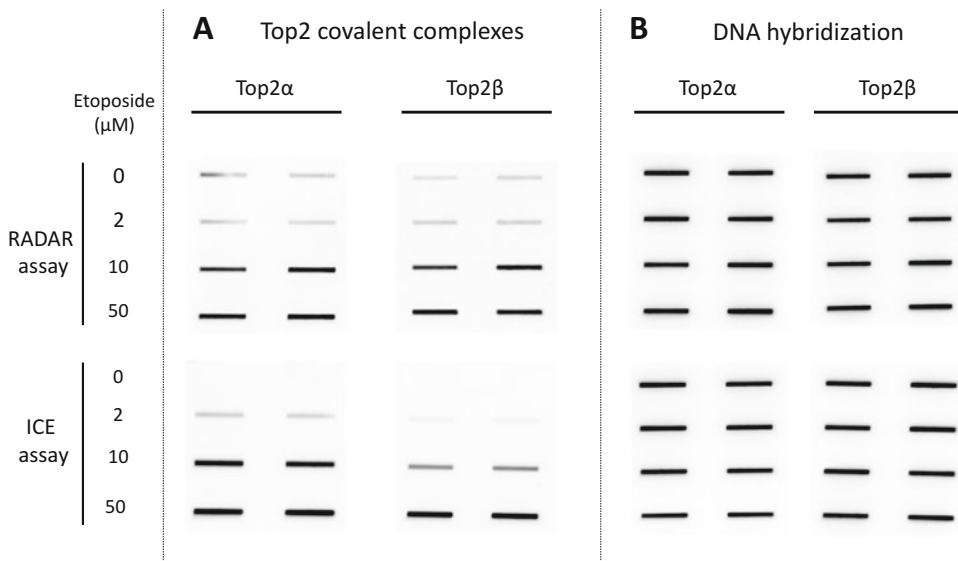 A Top2 covalent complexes
B DNA hybridization
Etoposide
(μM)
Top2α
Top2β
Top2α
Top2β
RADAR
assay
0
2
10
50
ICE
assay
0
2
10
50